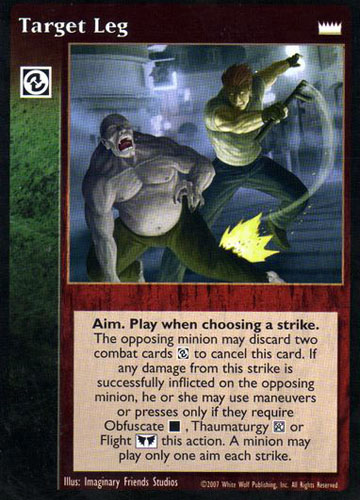 Target Leg
Aim. Play when choosing a strike.
The opposing minion may discard two
combat cards to cancel this card. If
any damage from this strike is
successfully inflicted on the opposing
minion, he or she may use maneuvers
or presses only if they require
Obfuscate , Thaumaturgy or
Flight this action. A minion may
play only one aim each strike.
Illus: Imaginary Friends Studios ©2007 White Wolf Publishing, Inc. All Rights Reserved